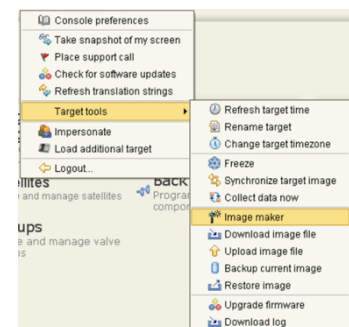 Console preferences
Take snapshot of my screen
Place support call
Check for software updates
Refresh translation strings
Target tools
Impersonate
Load additional target
Logout...
Refresh target time
Rename target
Change target timezone
Freeze
Synchronize target image
Collect data now
Image maker
Download image file
Upload image file
Backup current image
Restore image
Upgrade firmware
Download log
ellites
and manage satellites
Back
Progra
compor
ups
e and manage valve